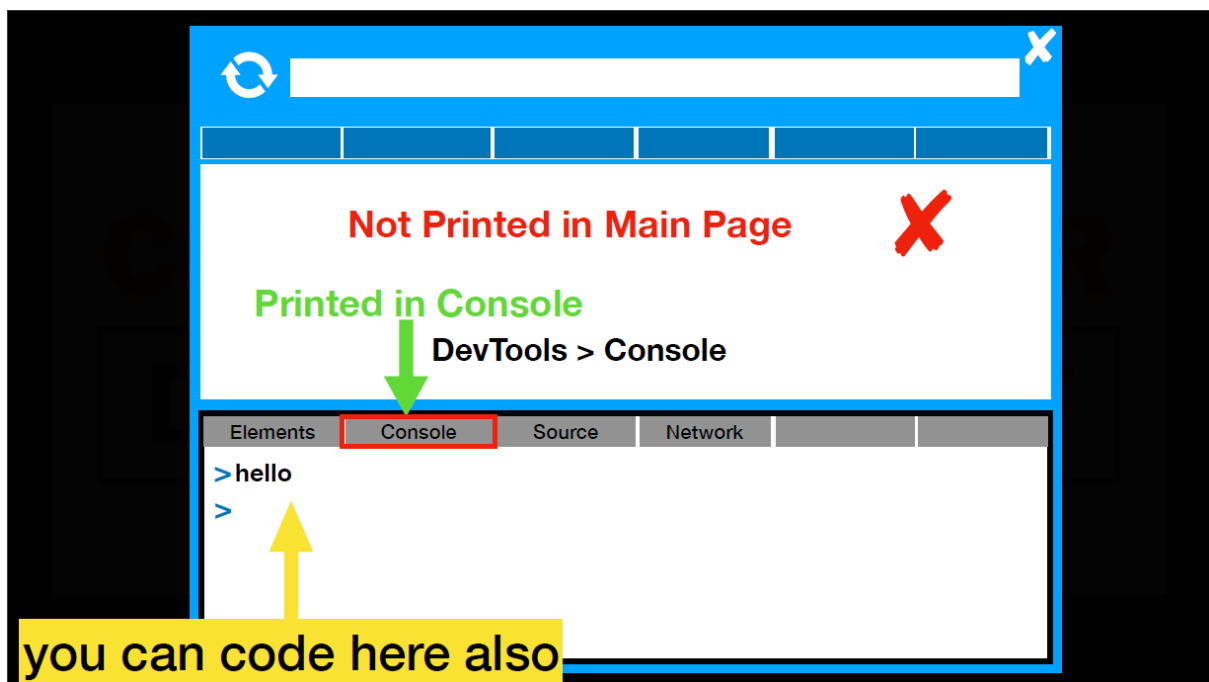 Not Printed in Main Page
Printed in Console
DevTools > Console
Elements Console Source Network
>hello
>
you can code here also